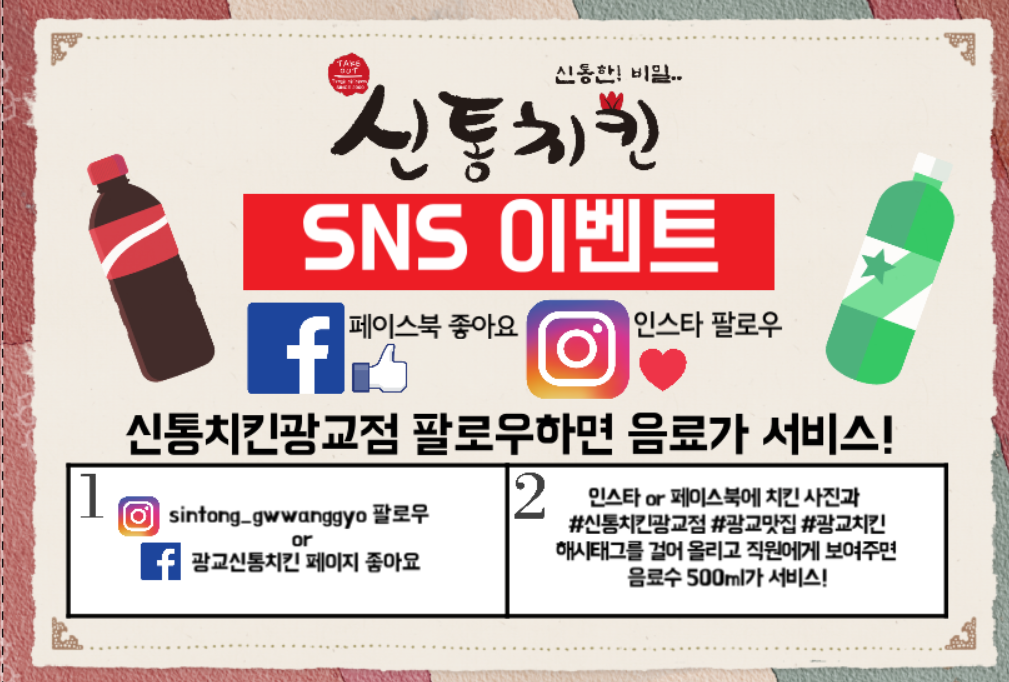 TAKE
OUT
신통한! 비밀..
신통치킨
SNS 이벤트
페이스북 좋아요
인스타 팔로우
신통치킨광교점 팔로우하면 음료가 서비스!
1
sintong_gwwanggyo 팔로우
or
광교신통치킨 페이지 좋아요
2
인스타 or 페이스북에 치킨 사진과
#신통치킨광교점 #광교맛집 #광교치킨
해시태그를 걸어 올리고 직원에게 보여주면
음료수 500ml가 서비스!